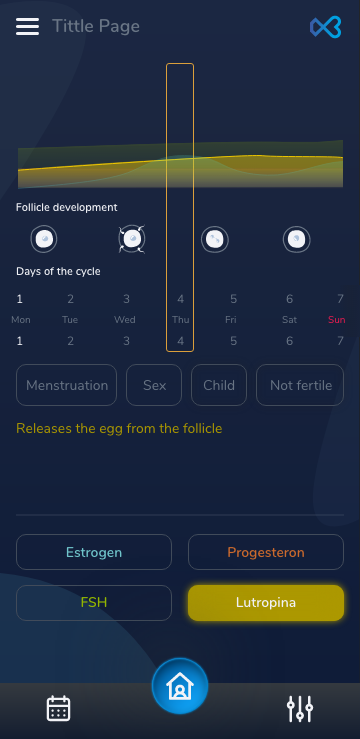 Tittle Page
Follicle development
Days of the cycle
1 2 3 4 5 6 7
Mon Tue Wed Thu Fri Sat Sun
1 2 3 4 5 6 7
Menstruation Sex Child Not fertile
Releases the egg from the follicle
Estrogen Progesteron
FSH Lutropina